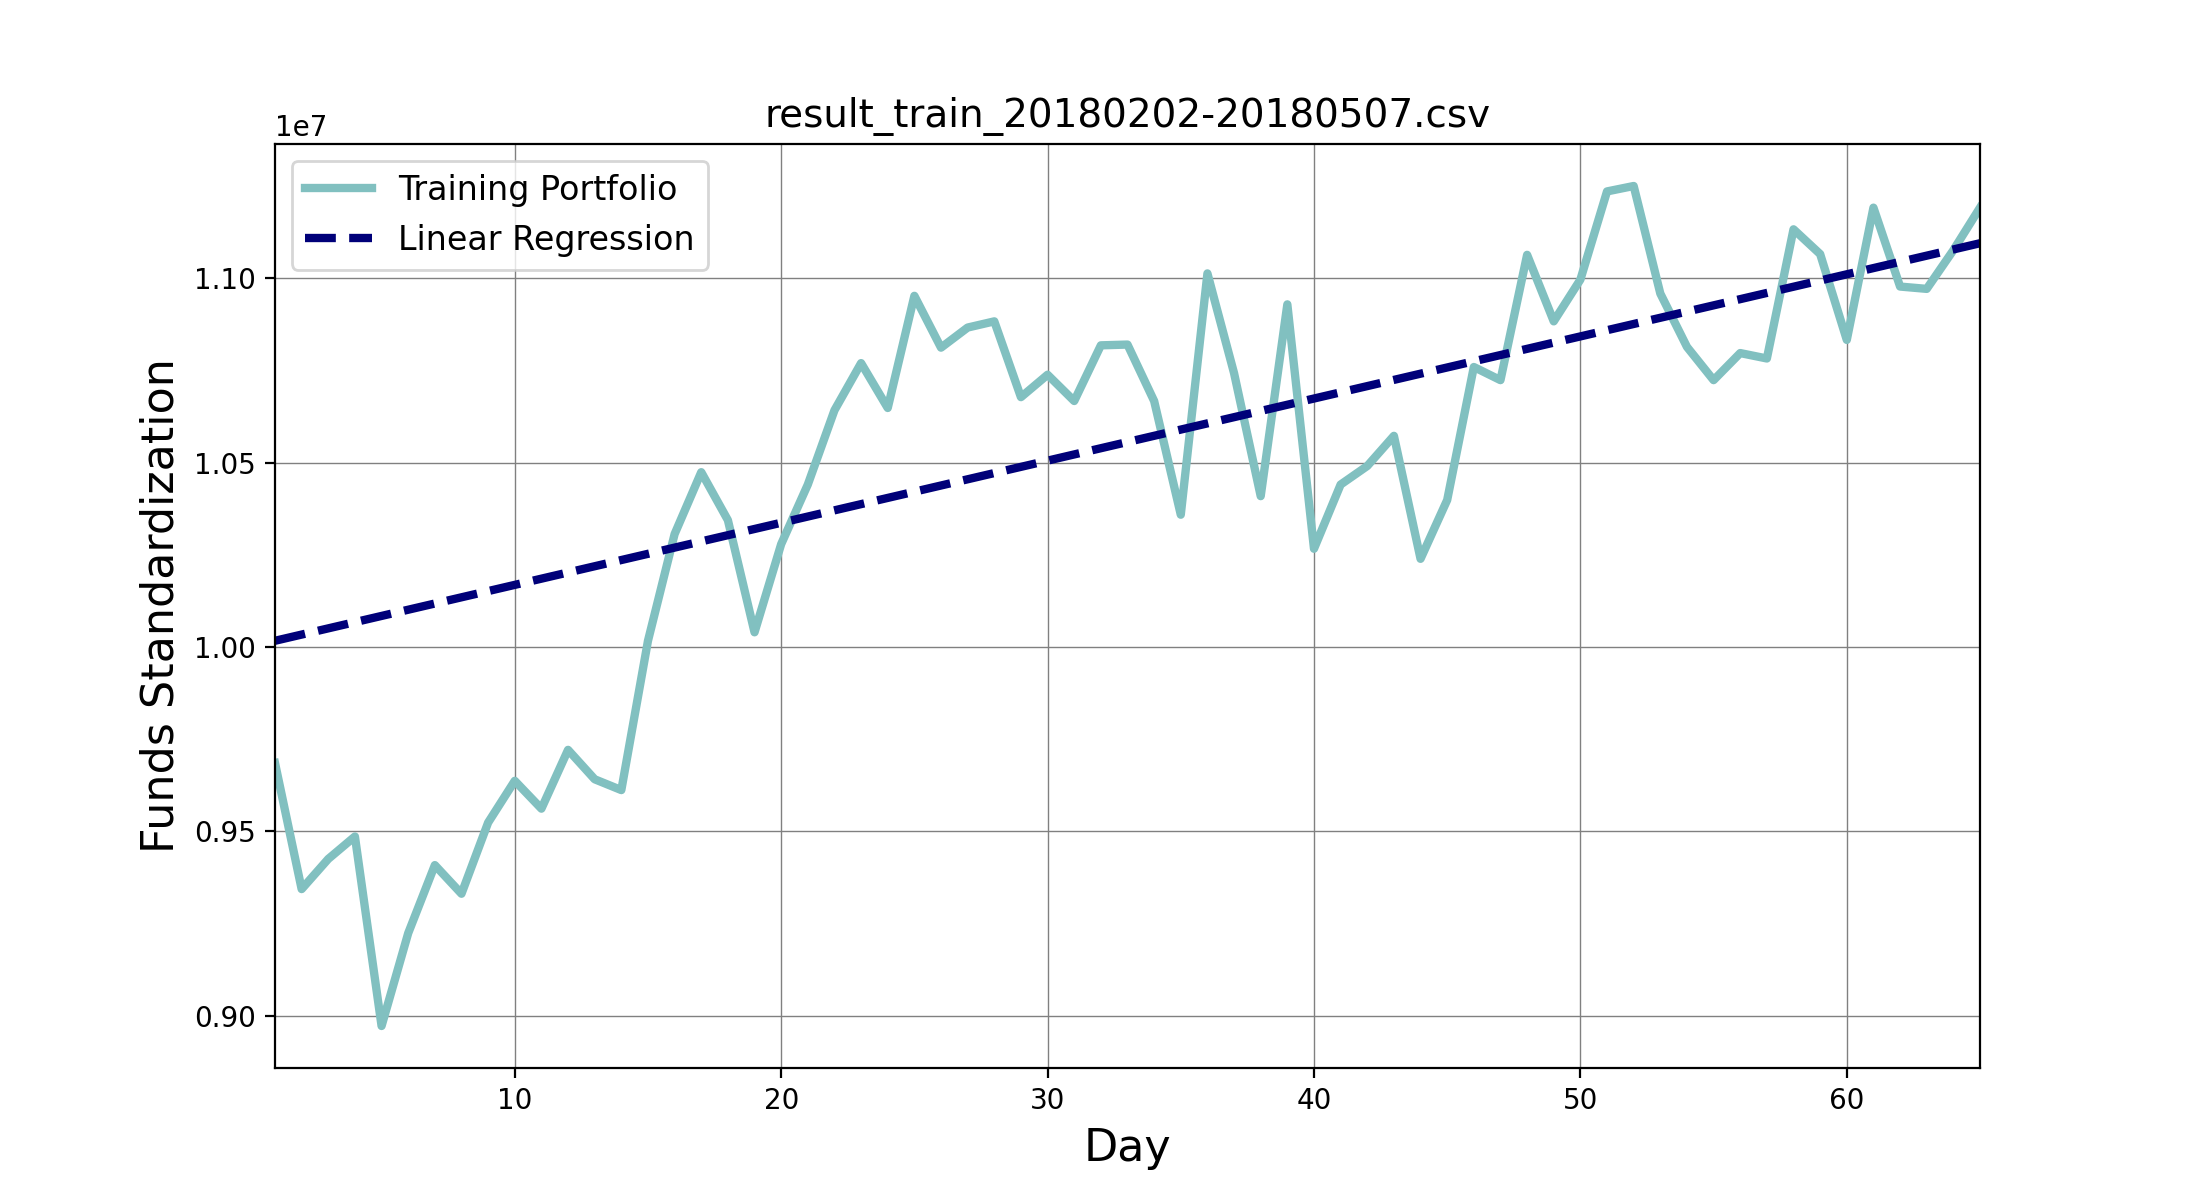 result_train_20180202-20180507.csv
1e7
Training Portfolio
Linear Regression
1.10
1.05
1.00
0.95
0.90
Funds Standardization
10 20 30 40 50 60
Day